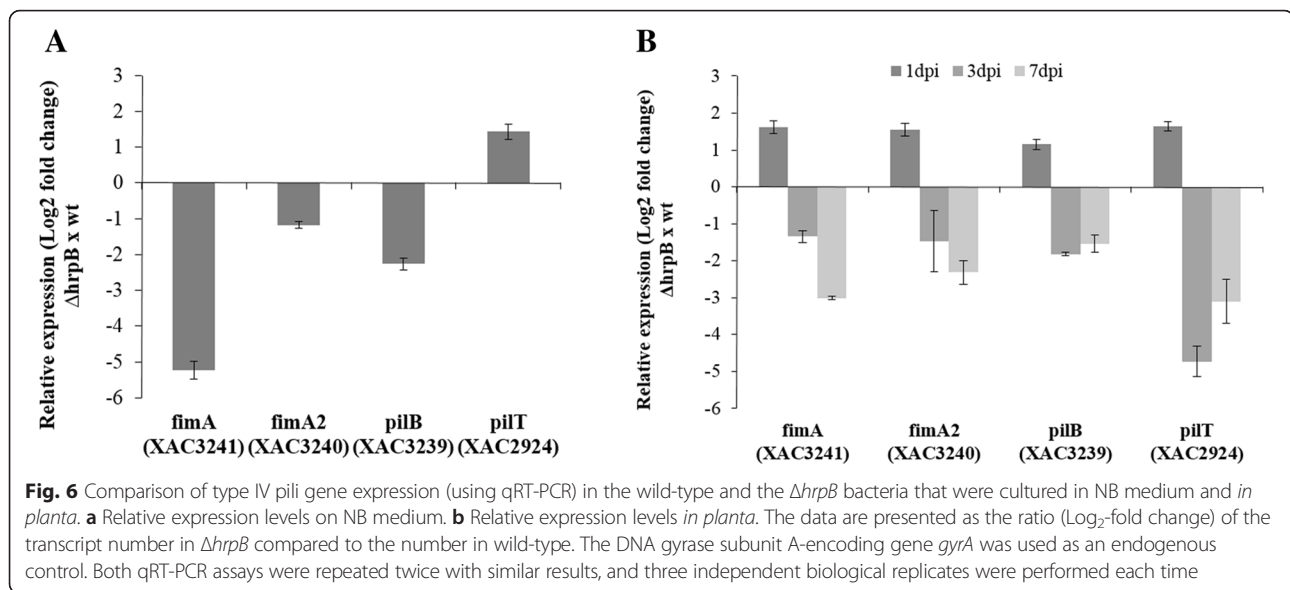 A
Relative expression (Log2 fold change)
ΔhrpB x wt
3
2
1
0
-1
-2
-3
-4
-5
-6
fimA
(XAC3241)
fimA2
(XAC3240)
pilB
(XAC3239)
pilT
(XAC2924)
B
1dpi 3dpi 7dpi
Relative expression (Log2 fold change)
ΔhrpB x wt
3
2
1
0
-1
-2
-3
-4
-5
-6
fimA
(XAC3241)
fimA2
(XAC3240)
pilB
(XAC3239)
pilT
(XAC2924)
Fig. 6 Comparison of type IV pili gene expression (using qRT-PCR) in the wild-type and the ΔhrpB bacteria that were cultured in NB medium and in
planta. a Relative expression levels on NB medium. b Relative expression levels in planta. The data are presented as the ratio (Log₂-fold change) of the
transcript number in ΔhrpB compared to the number in wild-type. The DNA gyrase subunit A-encoding gene gyrA was used as an endogenous
control. Both qRT-PCR assays were repeated twice with similar results, and three independent biological replicates were performed each time